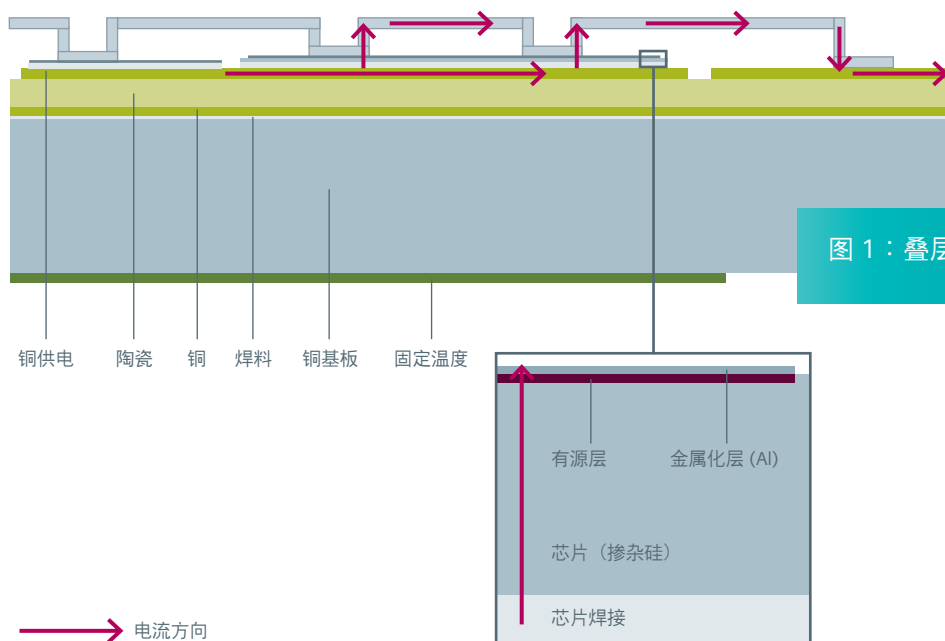 图 1：叠层
铜供电
陶瓷
铜
焊料
铜基板
固定温度
有源层
金属化层 (Al)
芯片（掺杂硅）
芯片焊接
电流方向